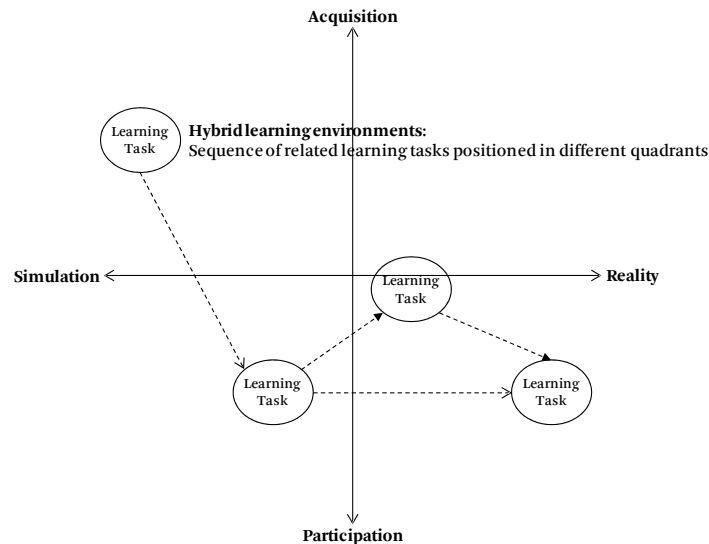 Acquisition
Learning
Task
Hybrid learning environments:
Sequence of related learning tasks positioned in different quadrants
Simulation
Reality
Learning
Task
Learning
Task
Learning
Task
Participation